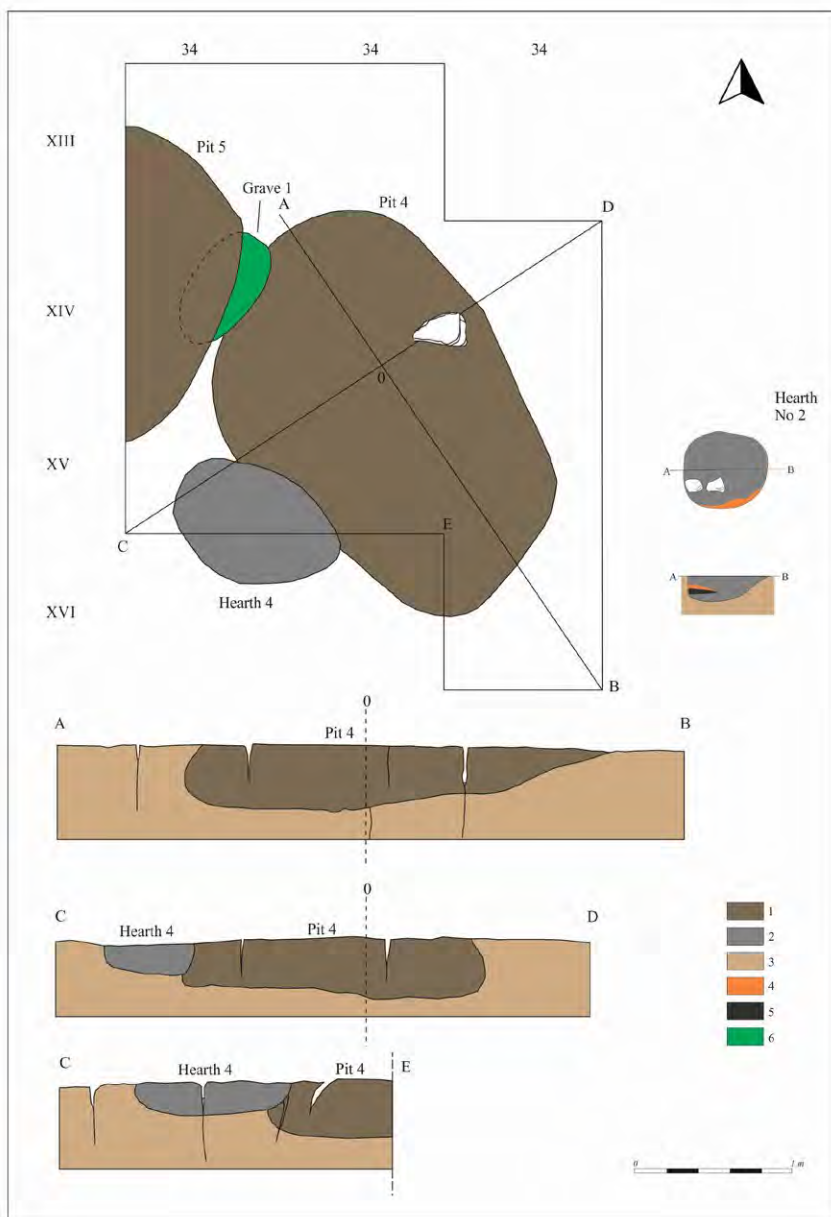 34 34 34
XIII
Pit 5
Grave 1
A
Pit 4
D
XIV
0
Hearth
No 2
XV
A B
E
C
A B
Hearth 4
XVI
B
0
A Pit 4 B
0
C Hearth 4 Pit 4 D
1
2
3
4
5
6
C Hearth 4 Pit 4 E
0 1 m